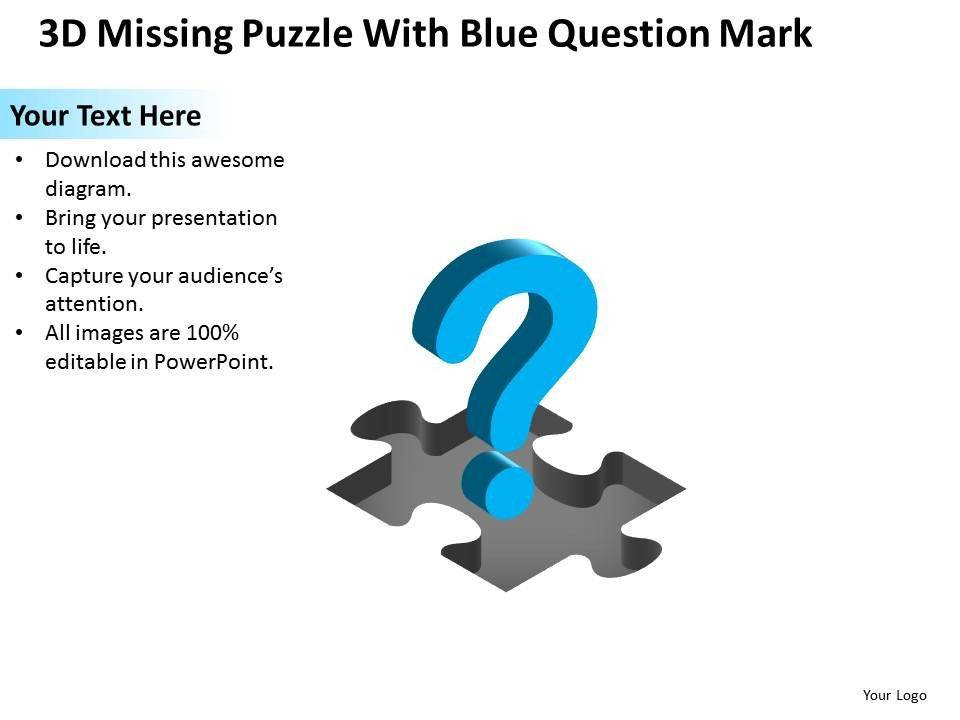 3D Missing Puzzle With Blue Question Mark
Your Text Here
• Download this awesome
diagram.
• Bring your presentation
to life.
• Capture your audience’s
attention.
• All images are 100%
editable in PowerPoint.
Your Logo